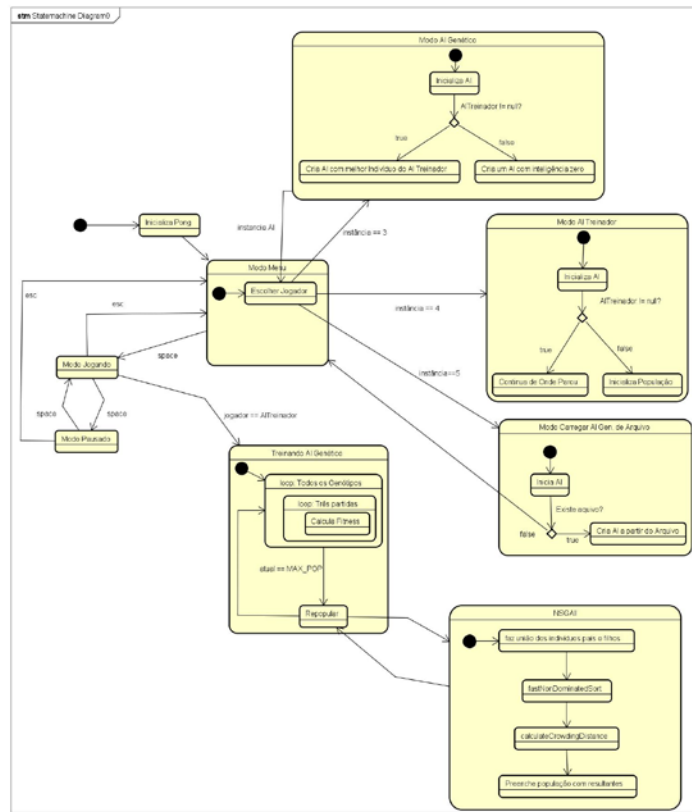 stm Statemachine Diagram0
Modo AI Genético
Inicializa AI
AITreinador != null?
true
false
Cria AI com melhor Indivíduo do AI Treinador
Cria um AI com inteligência zero
Inicializa Pong
instancia AI
instância == 3
Modo AI Treinador
Inicializa AI
AITreinador != null?
true
false
Continua de Onde Parou
Inicializa População
Modo Menu
Escolher Jogador
instância == 4
esc
esc
space
instância==5
Modo Jogando
space
space
Modo Pausado
jogador == AITreinador
Modo Carregar AI Gen. de Arquivo
Inicia AI
Existe aquivo?
false
true
Cria AI a partir do Arquivo
Treinando AI Genético
loop: Todos os Genótipos
loop: Três partidas
Calcula Fitness
atual == MAX_POP
Repopular
NSGAII
faz união dos indivíduos pais e filhos
fastNonDominatedSort
calculateCrowdingDistance
Preenche população com resultantes